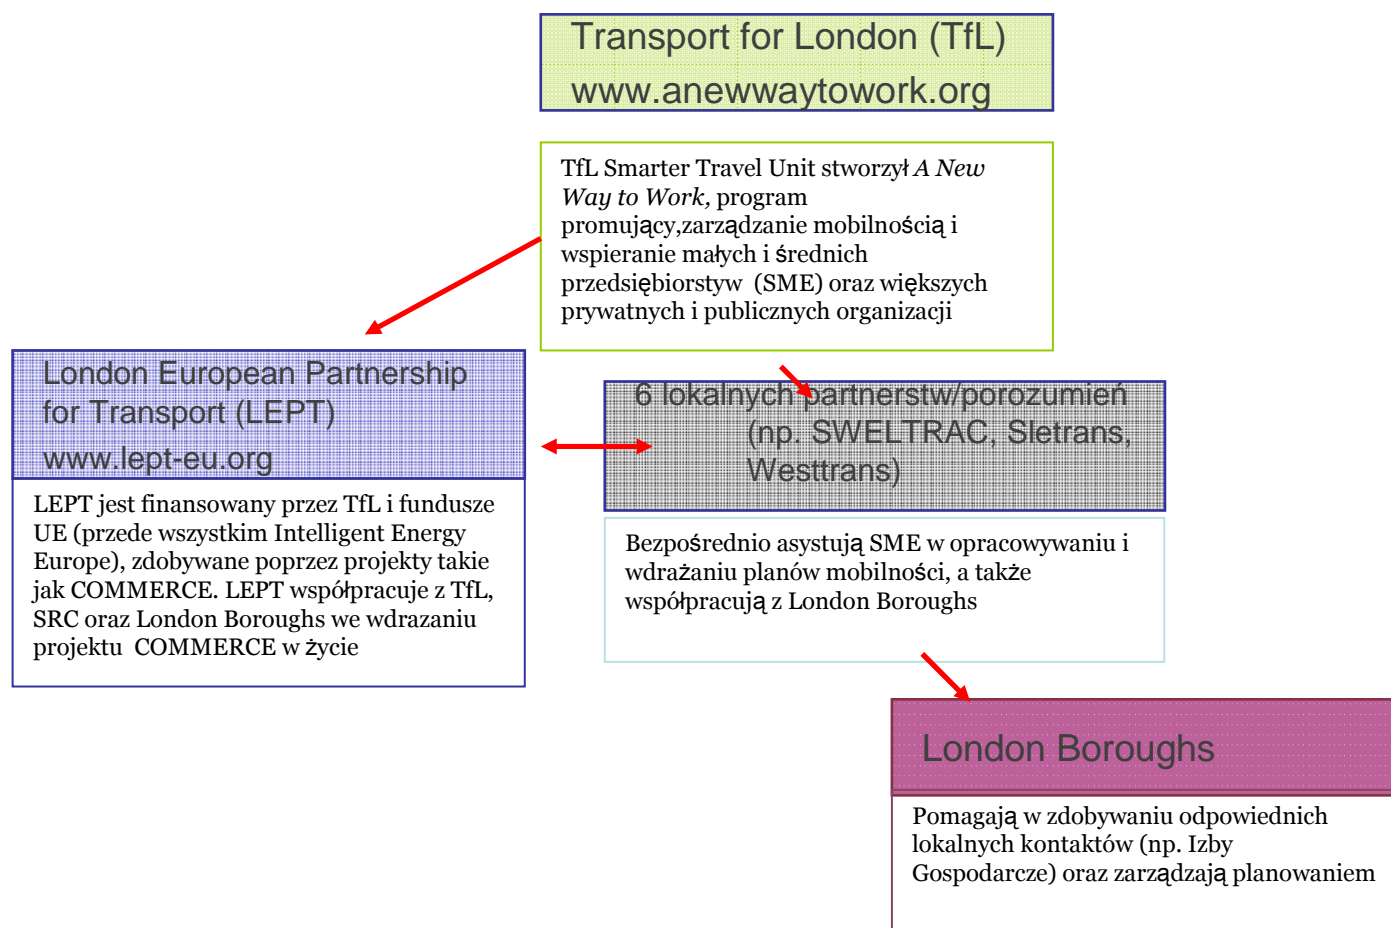 Transport for London (TfL)
www.anewwaytowork.org
TfL Smarter Travel Unit stworzył A New
Way to Work, program
promujący,zarządzanie mobilnością i
wspieranie małych i średnich
przedsiębiorstyw (SME) oraz większych
prywatnych i publicznych organizacji
London European Partnership
for Transport (LEPT)
www.lept-eu.org
LEPT jest finansowany przez TfL i fundusze
UE (przede wszystkim Intelligent Energy
Europe), zdobywane poprzez projekty takie
jak COMMERCE. LEPT współpracuje z TfL,
SRC oraz London Boroughs we wdrazaniu
projektu COMMERCE w życie
6 lokalnych partnerstw/porozumień
(np. SWELTRAC, Sletrans,
Westtrans)
Bezpośrednio asystują SME w opracowywaniu i
wdrażaniu planów mobilności, a także
współpracują z London Boroughs
London Boroughs
Pomagają w zdobywaniu odpowiednich
lokalnych kontaktów (np. Izby
Gospodarcze) oraz zarządzają planowaniem